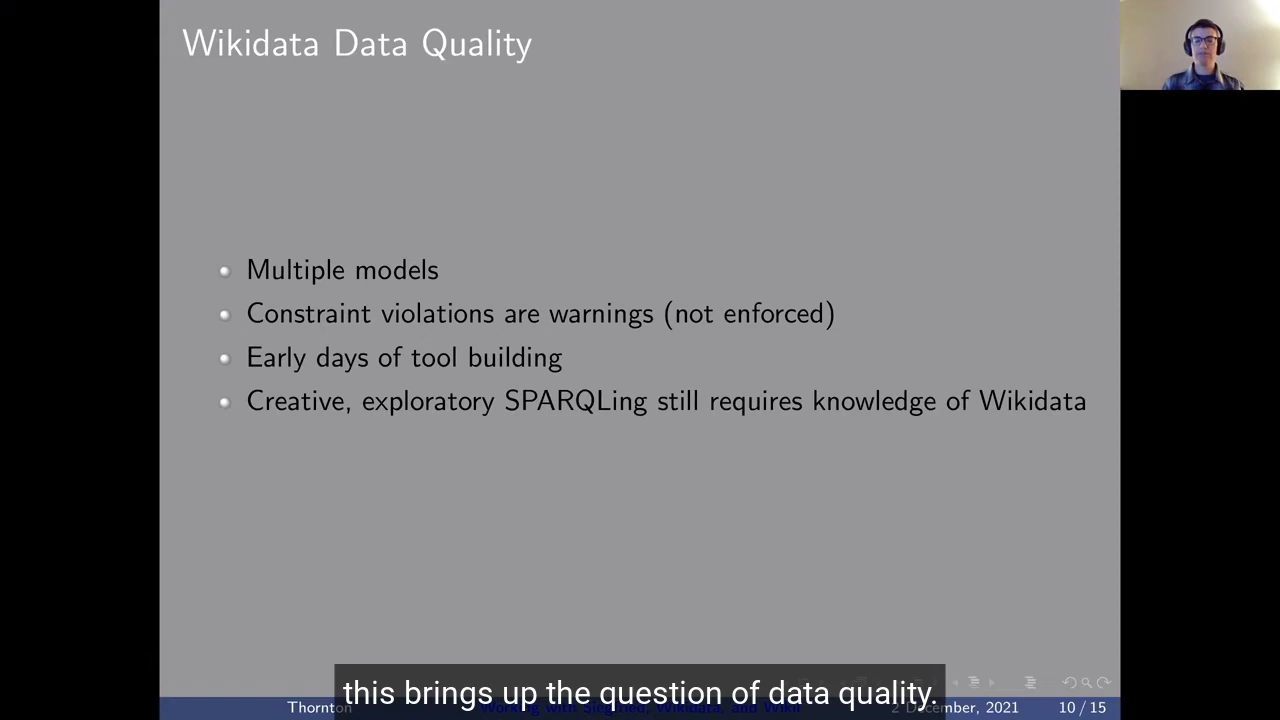 Wikidata Data Quality
Multiple models
Constraint violations are warnings (not enforced)
Early days of tool building
Creative, exploratory SPARQLing still requires knowledge of Wikidata
this brings up the question of data quality.
Thornton
2 December, 2021
10 / 15